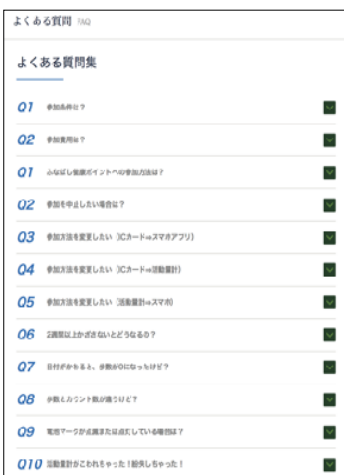 よくある質問 FAQ
よくある質問集
Q1 参加条件は？
Q2 参加費用は？
Q1 ふなばし健康ポイントへの参加方法は？
Q2 参加を中止したい場合は？
Q3 参加方法を変更したい（ICカード⇒スマホアプリ）
Q4 参加方法を変更したい（ICカード⇒活動量計）
Q5 参加方法を変更したい（活動量計⇒スマホ）
Q6 2週間以上かざさないとどうなるの？
Q7 日付がかわると、歩数が0になったけど？
Q8 歩数とカウント数が違うけど？
Q9 電池マークが点滅または点灯している場合は？
Q10 活動量計がこわれちゃった！紛失しちゃった！